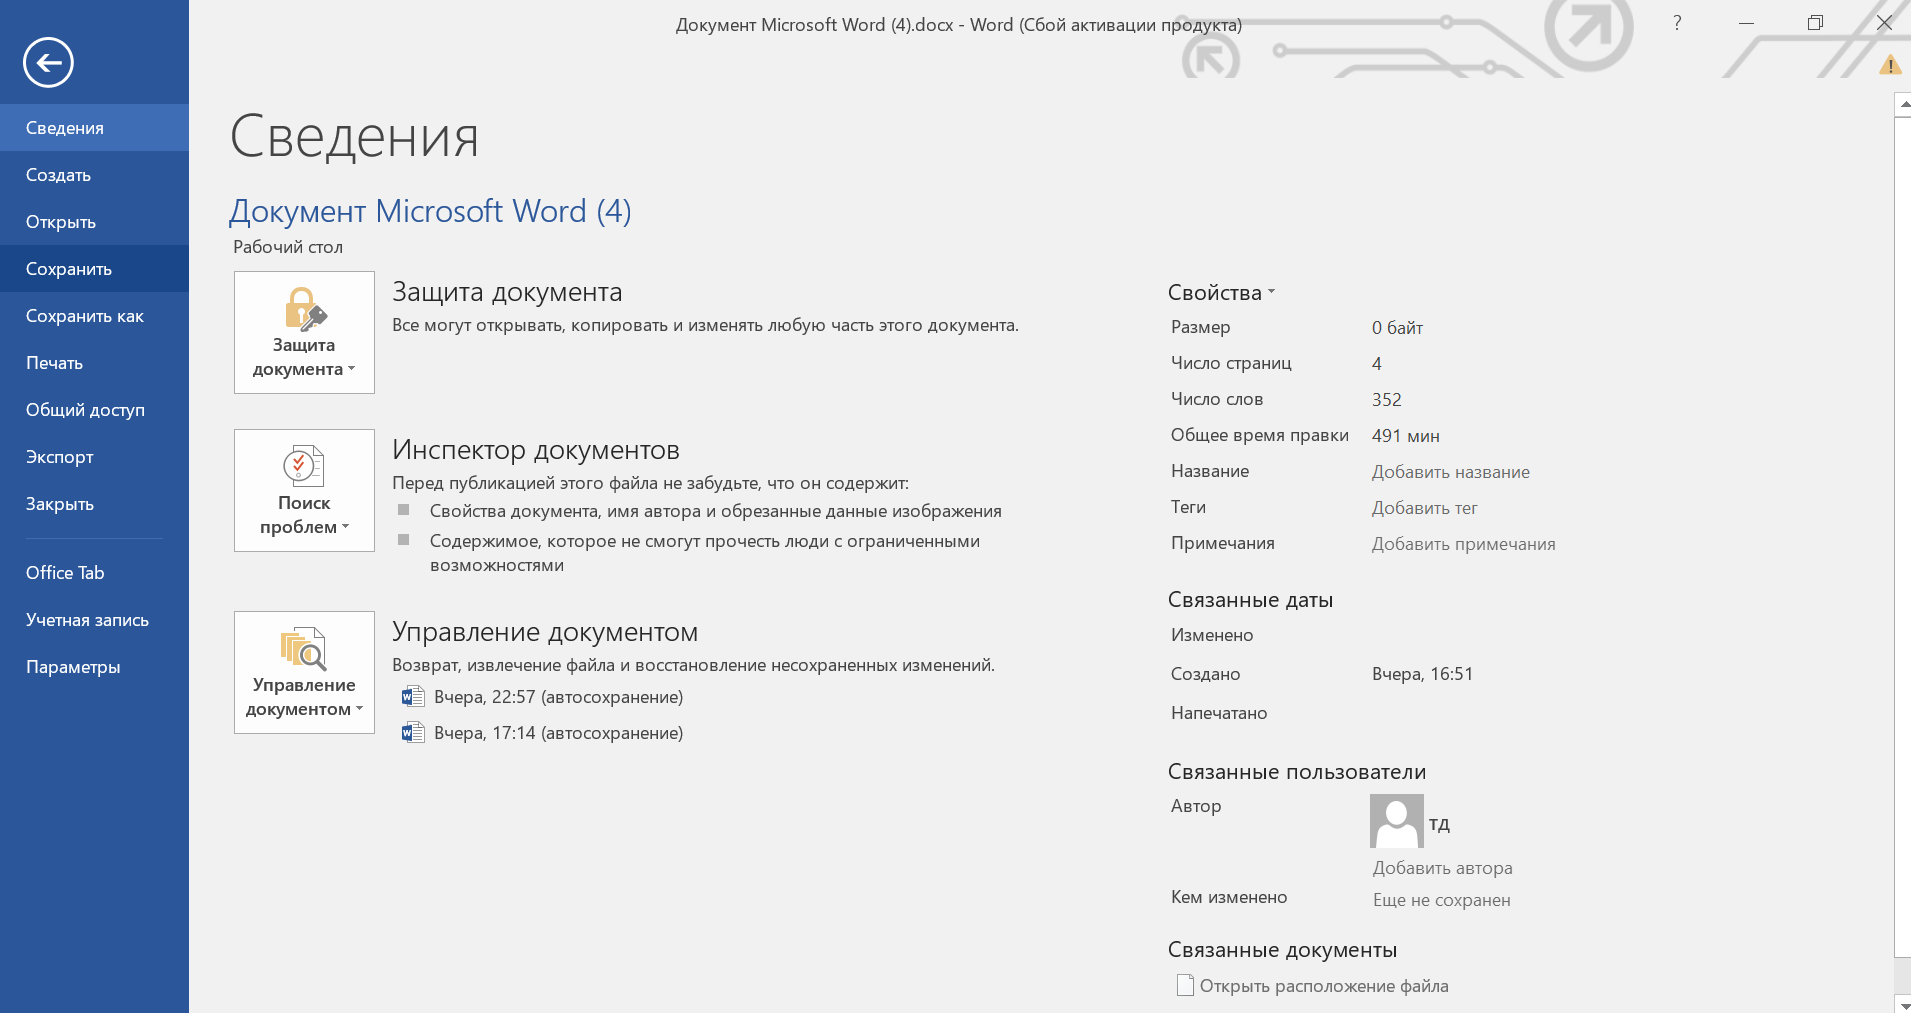 Документ Microsoft Word (4).docx - Word (Сбой активации продукта)
?
Сведения
Создать
Открыть
Сохранить
Сохранить как
Печать
Общий доступ
Экспорт
Закрыть
Office Tab
Учетная запись
Параметры
Сведения
Документ Microsoft Word (4)
Рабочий стол
Защита
документа
Защита документа
Все могут открывать, копировать и изменять любую часть этого документа.
Поиск
проблем
Инспектор документов
Перед публикацией этого файла не забудьте, что он содержит:
Свойства документа, имя автора и обрезанные данные изображения
Содержимое, которое не смогут прочесть люди с ограниченными
возможностями
Управление
документом
Управление документом
Возврат, извлечение файла и восстановление несохраненных изменений.
Вчера, 22:57 (автосохранение)
Вчера, 17:14 (автосохранение)
Свойства
Размер 0 байт
Число страниц 4
Число слов 352
Общее время правки 491 мин
Название Добавить название
Теги Добавить тег
Примечания Добавить примечания
Связанные даты
Изменено
Создано Вчера, 16:51
Напечатано
Связанные пользователи
Автор
тд
Добавить автора
Кем изменено Еще не сохранен
Связанные документы
Открыть расположение файла